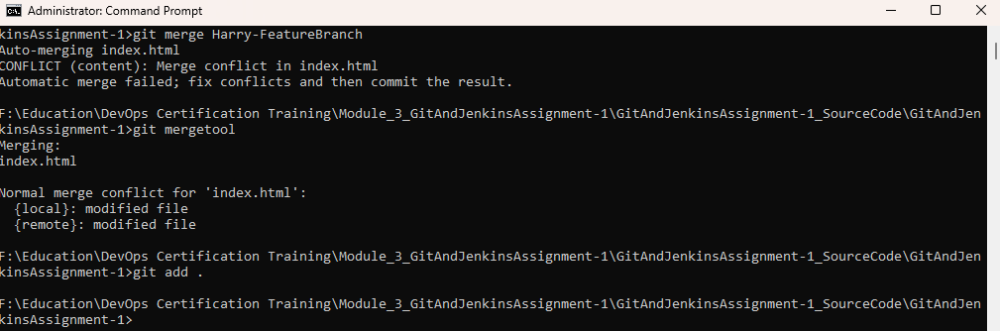 Administrator: Command Prompt
kinsAssignment-1>git merge Harry-FeatureBranch
Auto-merging index.html
CONFLICT (content): Merge conflict in index.html
Automatic merge failed; fix conflicts and then commit the result.
F:\Education\DevOps Certification Training\Module_3_GitAndJenkinsAssignment-1\GitAndJenkinsAssignment-1_SourceCode\GitAndJen
kinsAssignment-1>git mergetool
Merging:
index.html
Normal merge conflict for 'index.html':
{local}: modified file
{remote}: modified file
F:\Education\DevOps Certification Training\Module_3_GitAndJenkinsAssignment-1\GitAndJenkinsAssignment-1_SourceCode\GitAndJen
kinsAssignment-1>git add .
F:\Education\DevOps Certification Training\Module_3_GitAndJenkinsAssignment-1\GitAndJenkinsAssignment-1_SourceCode\GitAndJen
kinsAssignment-1>